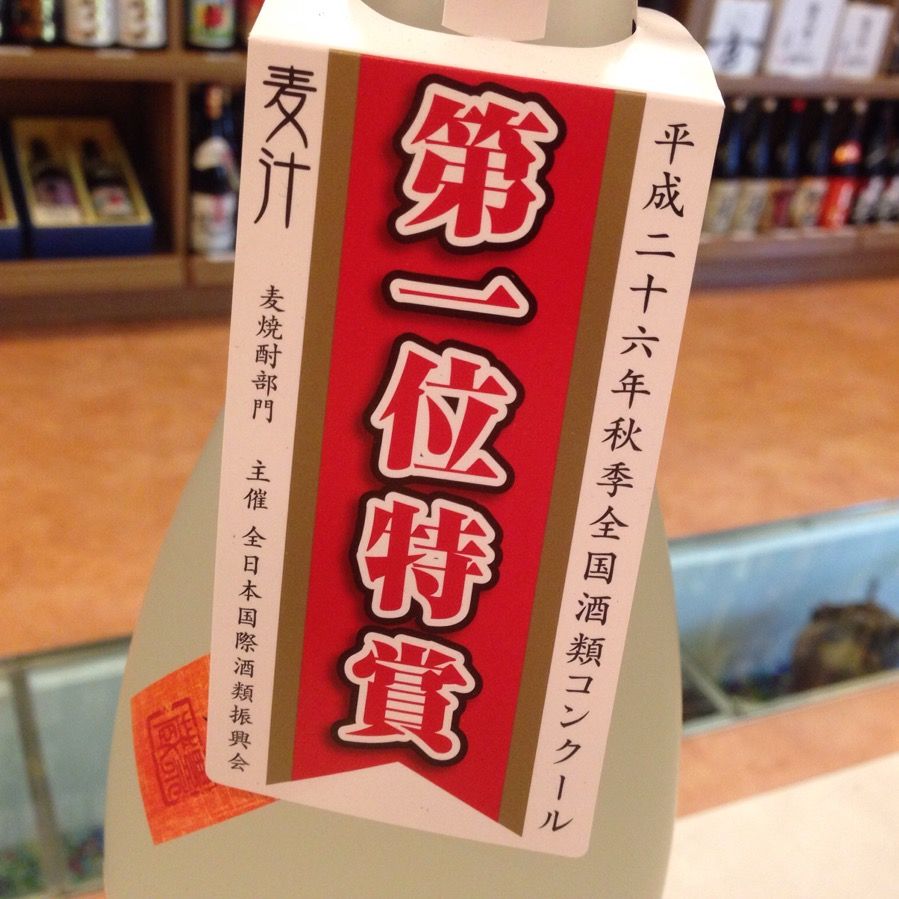 平成二十六年秋季全国酒類コンクール
第一位特賞
麦汁
麦焼酎部門
主催 全日本国際酒類振興会